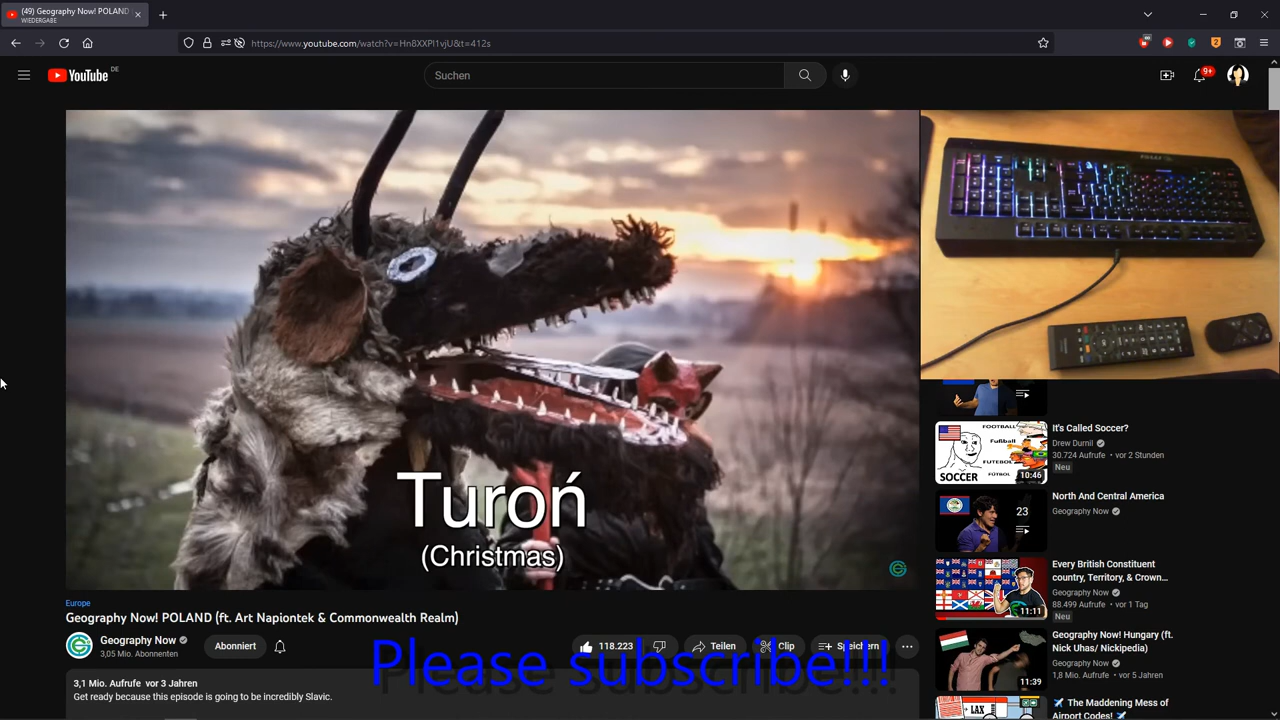 (49) Geography Now! POLAND
WIEDERGABE
https://www.youtube.com/watch?v=Hn8XXPl1vjU&t=412s
YouTube DE
Suchen
9+
Turoń
(Christmas)
Europe
Geography Now! POLAND (ft. Art Napiontek & Commonwealth Realm)
Geography Now
3,05 Mio. Abonnenten
Abonniert
118.223
Teilen
Clip
Speichern
Please subscribe!!!
3,1 Mio. Aufrufe vor 3 Jahren
Get ready because this episode is going to be incredibly Slavic.
FOOTBALL
Fußball
FUTEBOL
FÚTBOL
SOCCER
10:46
It's Called Soccer?
Drew Durnil
30.724 Aufrufe • vor 2 Stunden
Neu
23
North And Central America
Geography Now
11:11
Every British Constituent
country, Territory, & Crown...
Geography Now
88.499 Aufrufe • vor 1 Tag
Neu
11:39
Geography Now! Hungary (ft.
Nick Uhas/ Nickipedia)
Geography Now
1,8 Mio. Aufrufe • vor 5 Jahren
LAX
✈️ The Maddening Mess of
Airport Codes! ✈️